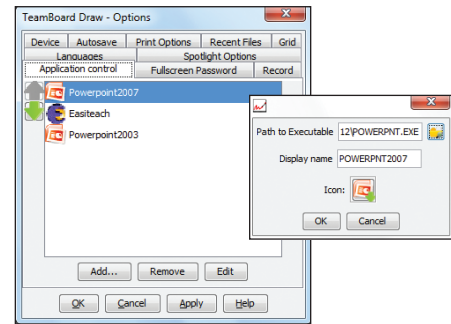 TeamBoard Draw - Options
Device Autosave Print Options Recent Files Grid
Languages Spotlight Options
Application control Fullscreen Password Record
Powerpoint2007
Easiteach
Powerpoint2003
Add... Remove Edit
OK Cancel Apply Help
Path to Executable 12\POWERPNT.EXE
Display name POWERPNT2007
Icon:
OK Cancel